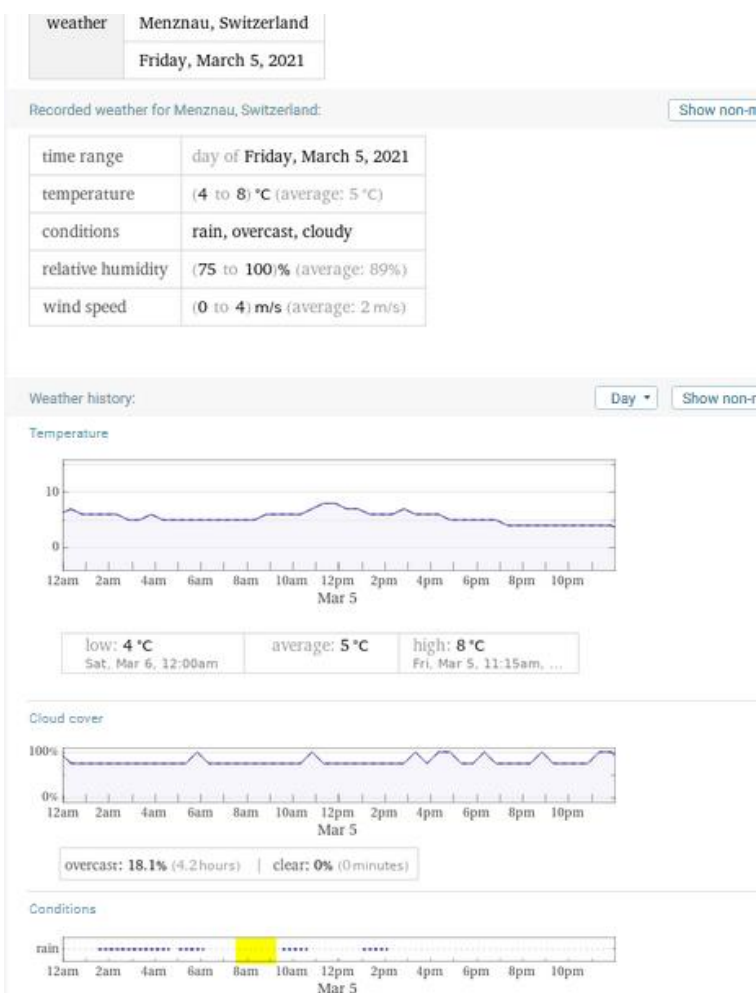 weather Menznau, Switzerland
Friday, March 5, 2021
Recorded weather for Menznau, Switzerland:
Show non-m
time range day of Friday, March 5, 2021
temperature (4 to 8) °C (average: 5 °C)
conditions rain, overcast, cloudy
relative humidity (75 to 100)% (average: 89%)
wind speed (0 to 4) m/s (average: 2 m/s)
Weather history:
Day
Show non-m
Temperature
10
0
12am 2am 4am 6am 8am 10am 12pm 2pm 4pm 6pm 8pm 10pm
Mar 5
low: 4 °C average: 5 °C high: 8 °C
Sat, Mar 6, 12:00am Fri, Mar 5, 11:15am, ...
Cloud cover
100%
0%
12am 2am 4am 6am 8am 10am 12pm 2pm 4pm 6pm 8pm 10pm
Mar 5
overcast: 18.1% (4.2 hours) | clear: 0% (0 minutes)
Conditions
rain
12am 2am 4am 6am 8am 10am 12pm 2pm 4pm 6pm 8pm 10pm
Mar 5